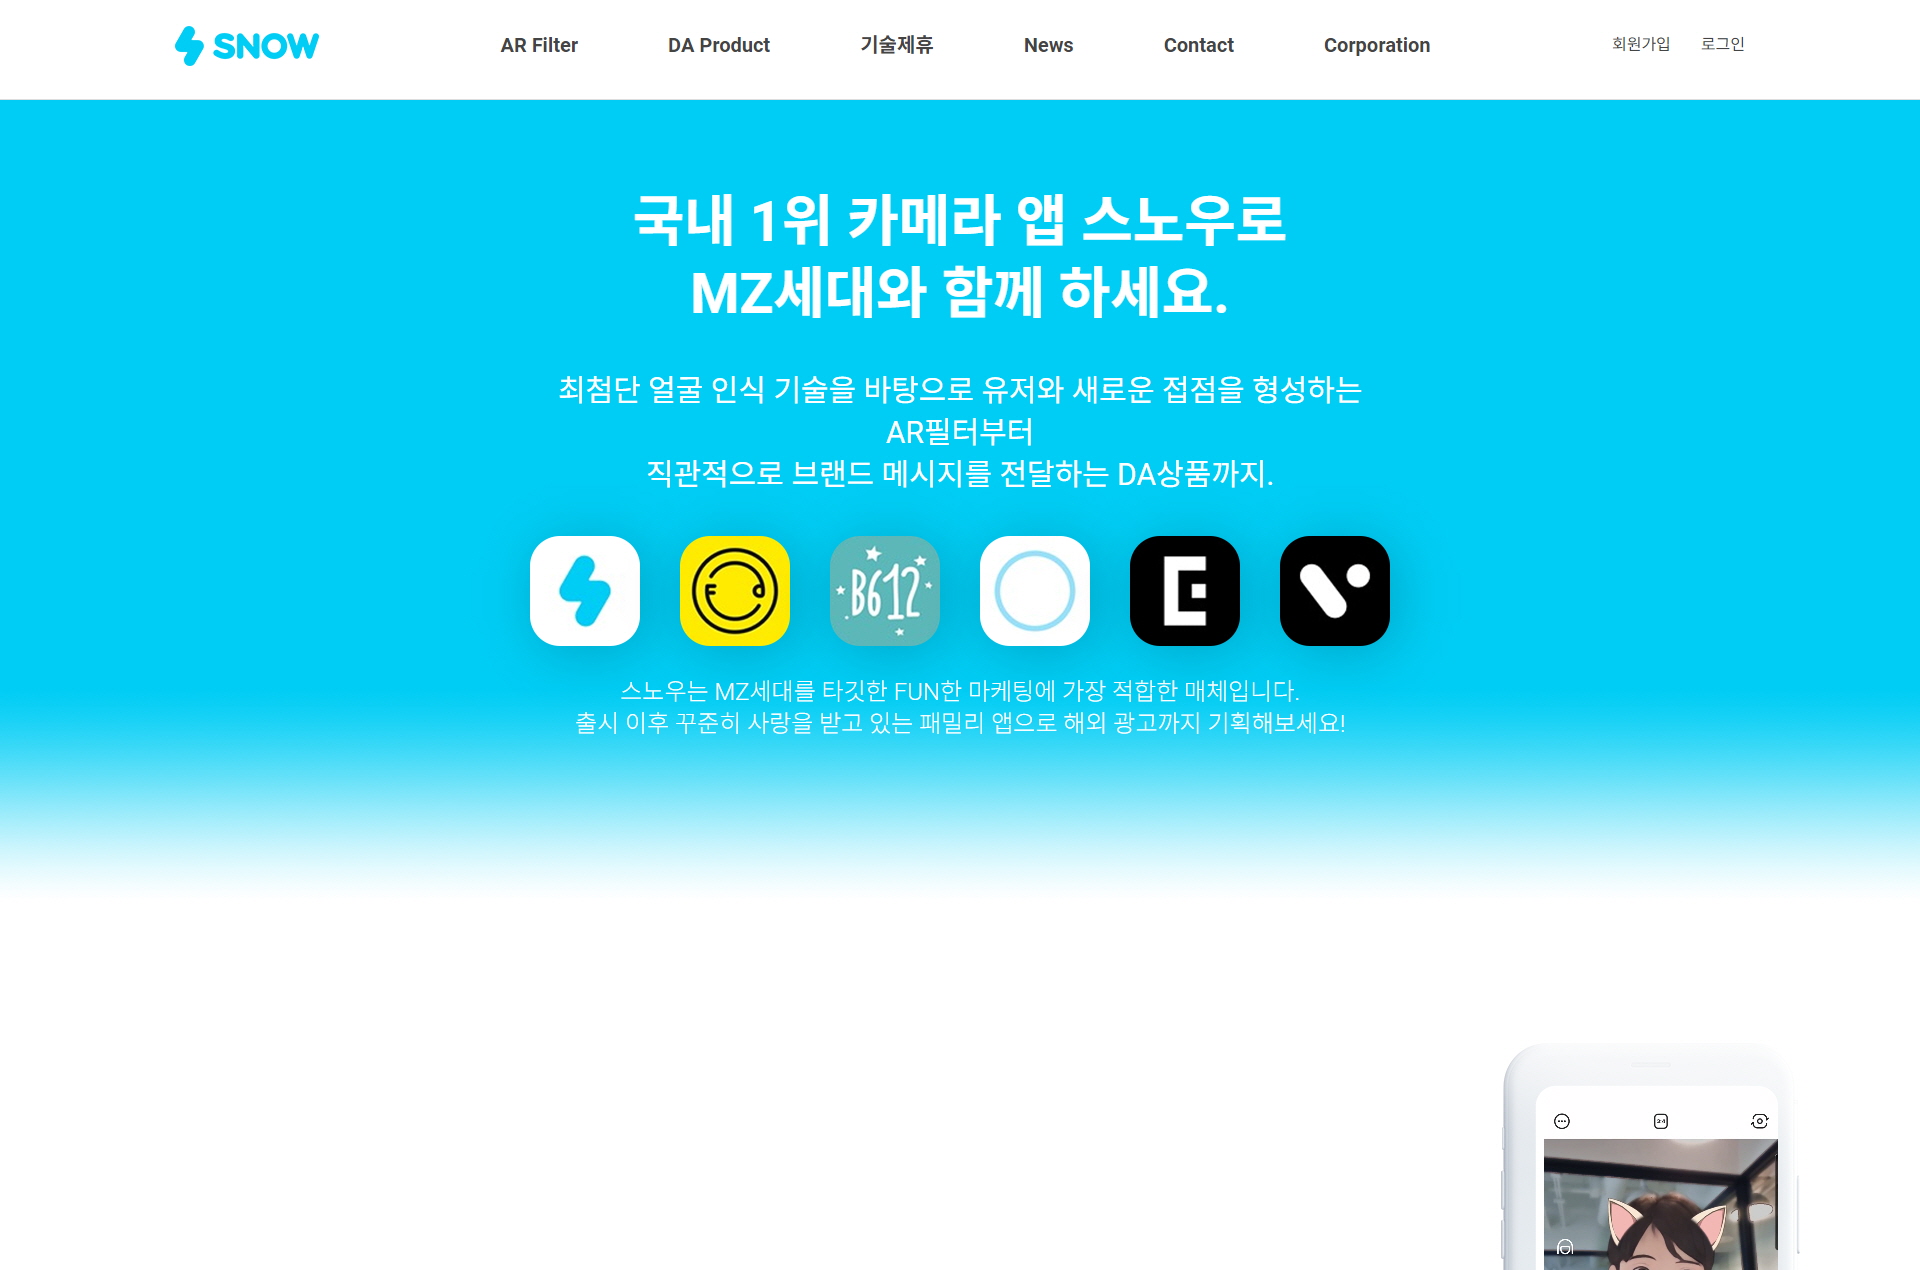 SNOW
AR Filter
DA Product
기술제휴
News
Contact
Corporation
회원가입
로그인
국내 1위 카메라 앱 스노우로
MZ세대와 함께 하세요.
최첨단 얼굴 인식 기술을 바탕으로 유저와 새로운 접점을 형성하는
AR필터부터
직관적으로 브랜드 메시지를 전달하는 DA상품까지.
B612
스노우는 MZ세대를 타깃한 FUN한 마케팅에 가장 적합한 매체입니다.
출시 이후 꾸준히 사랑을 받고 있는 패밀리 앱으로 해외 광고까지 기획해보세요!